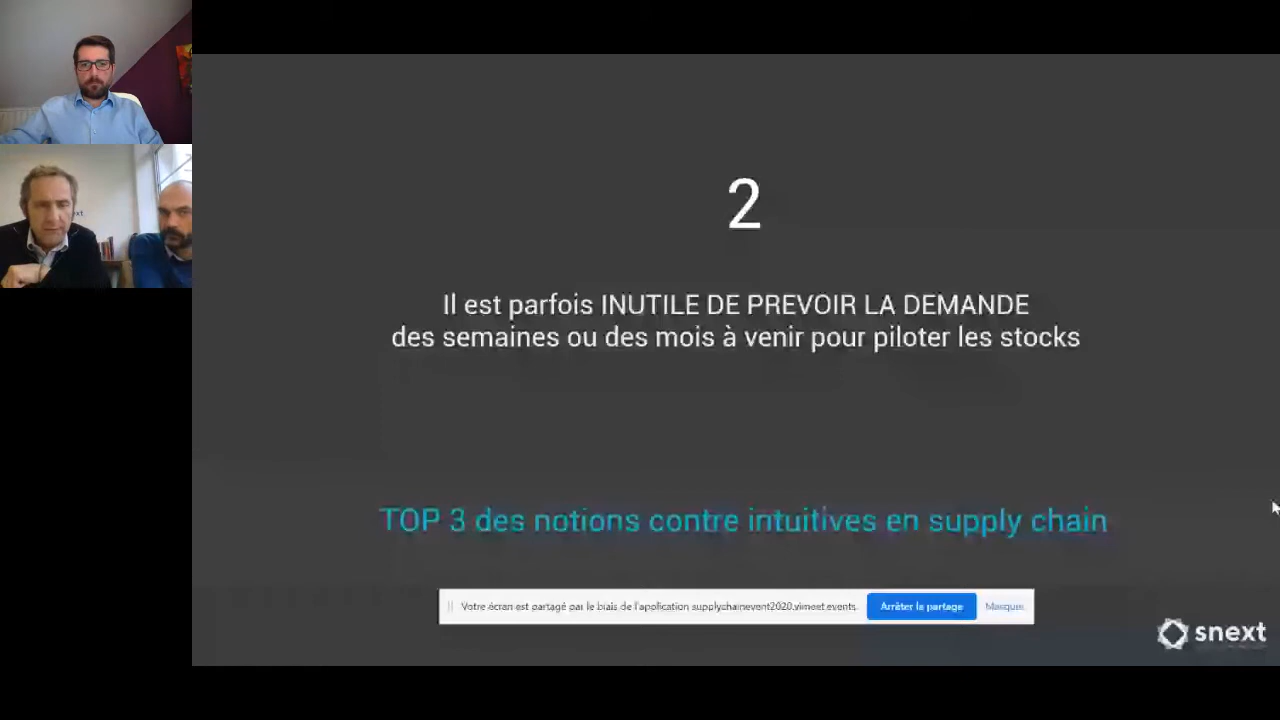 2
Il est parfois INUTILE DE PREVOIR LA DEMANDE
des semaines ou des mois à venir pour piloter les stocks
TOP 3 des notions contre intuitives en supply chain
Votre écran est partagé par le biais de l'application supplychainevent2020.vimeet.events.
Arrêter le partage
Masquer
snext